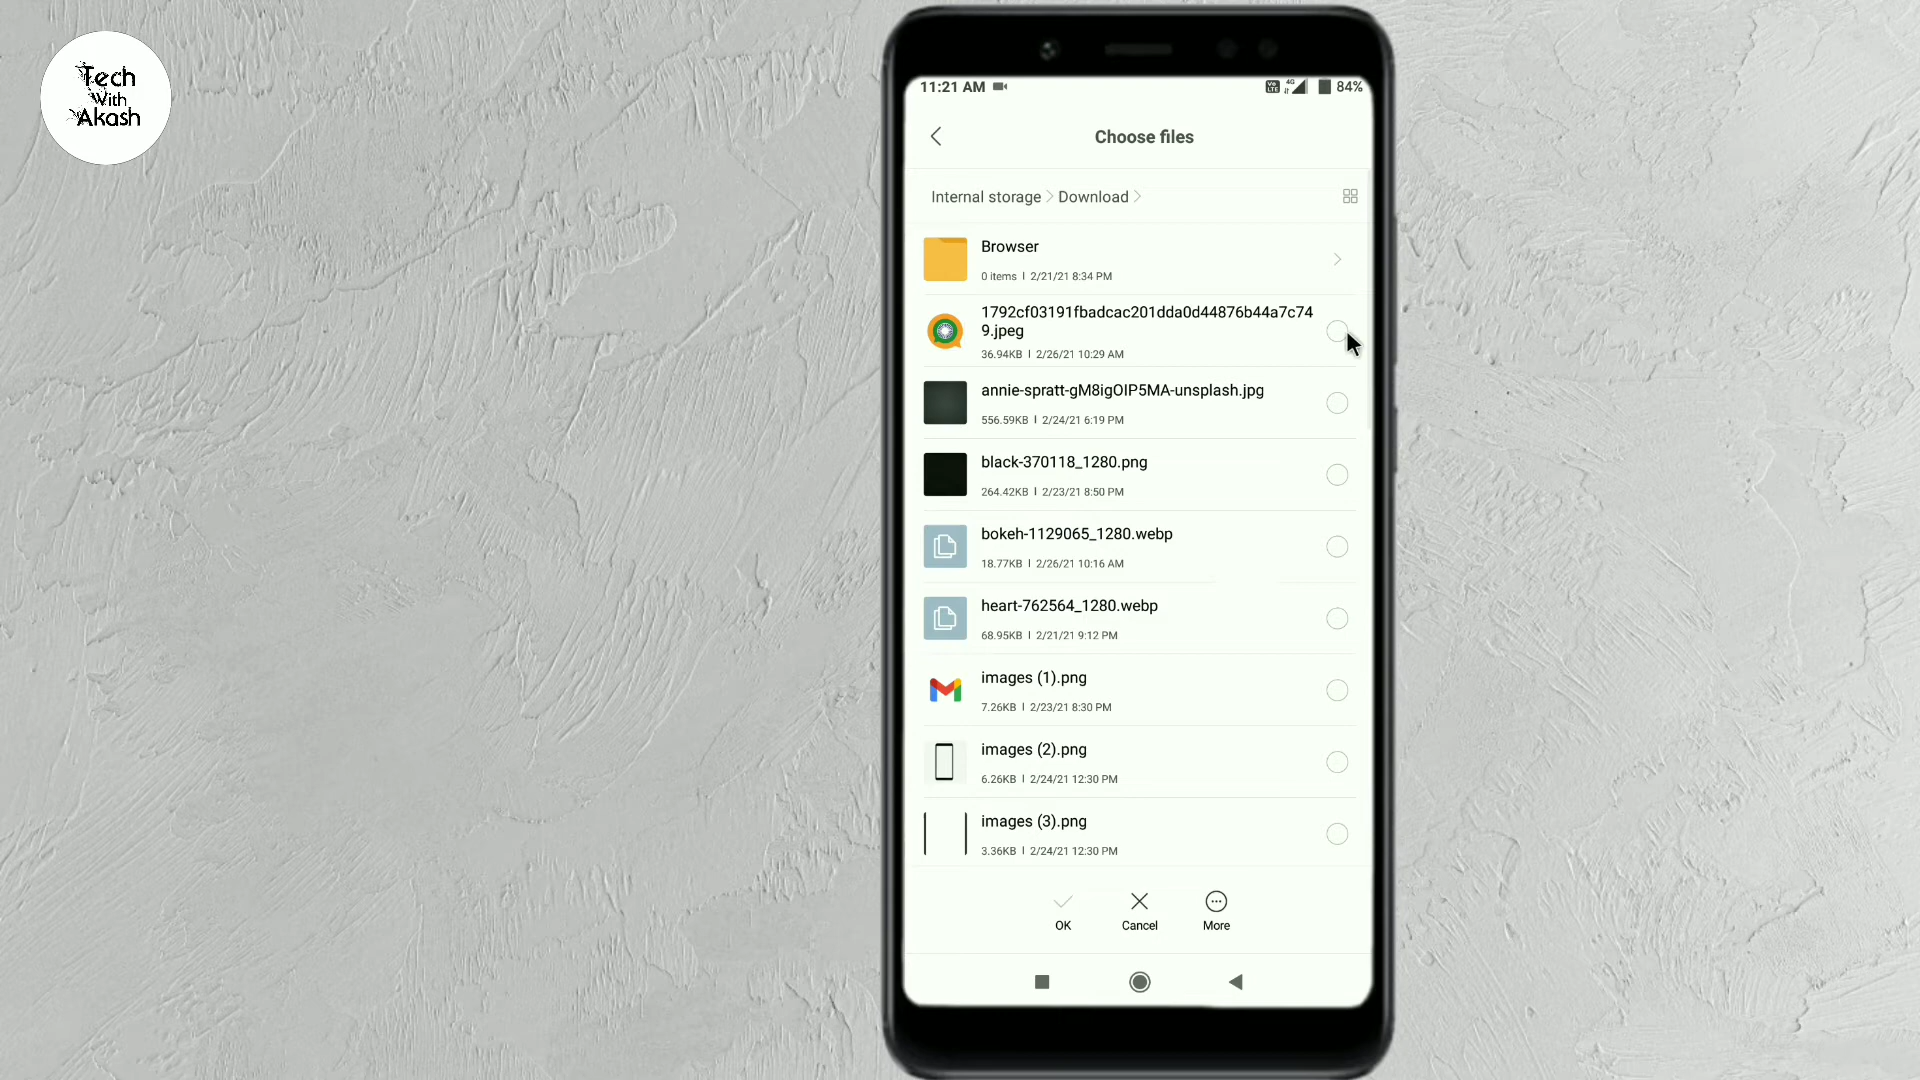 Tech
With
Akash
11:21 AM
4G
Vo
LTE
84%
Choose files
Internal storage
Download
Browser
0 items | 2/21/21 8:34 PM
1792cf03191fbadcac201dda0d44876b44a7c74
9.jpeg
36.94KB | 2/26/21 10:29 AM
annie-spratt-gM8igOIP5MA-unsplash.jpg
556.59KB | 2/24/21 6:19 PM
black-370118_1280.png
264.42KB | 2/23/21 8:50 PM
bokeh-1129065_1280.webp
18.77KB | 2/26/21 10:16 AM
heart-762564_1280.webp
68.95KB | 2/21/21 9:12 PM
images (1).png
7.26KB | 2/23/21 8:30 PM
images (2).png
6.26KB | 2/24/21 12:30 PM
images (3).png
3.36KB | 2/24/21 12:30 PM
OK
Cancel
More